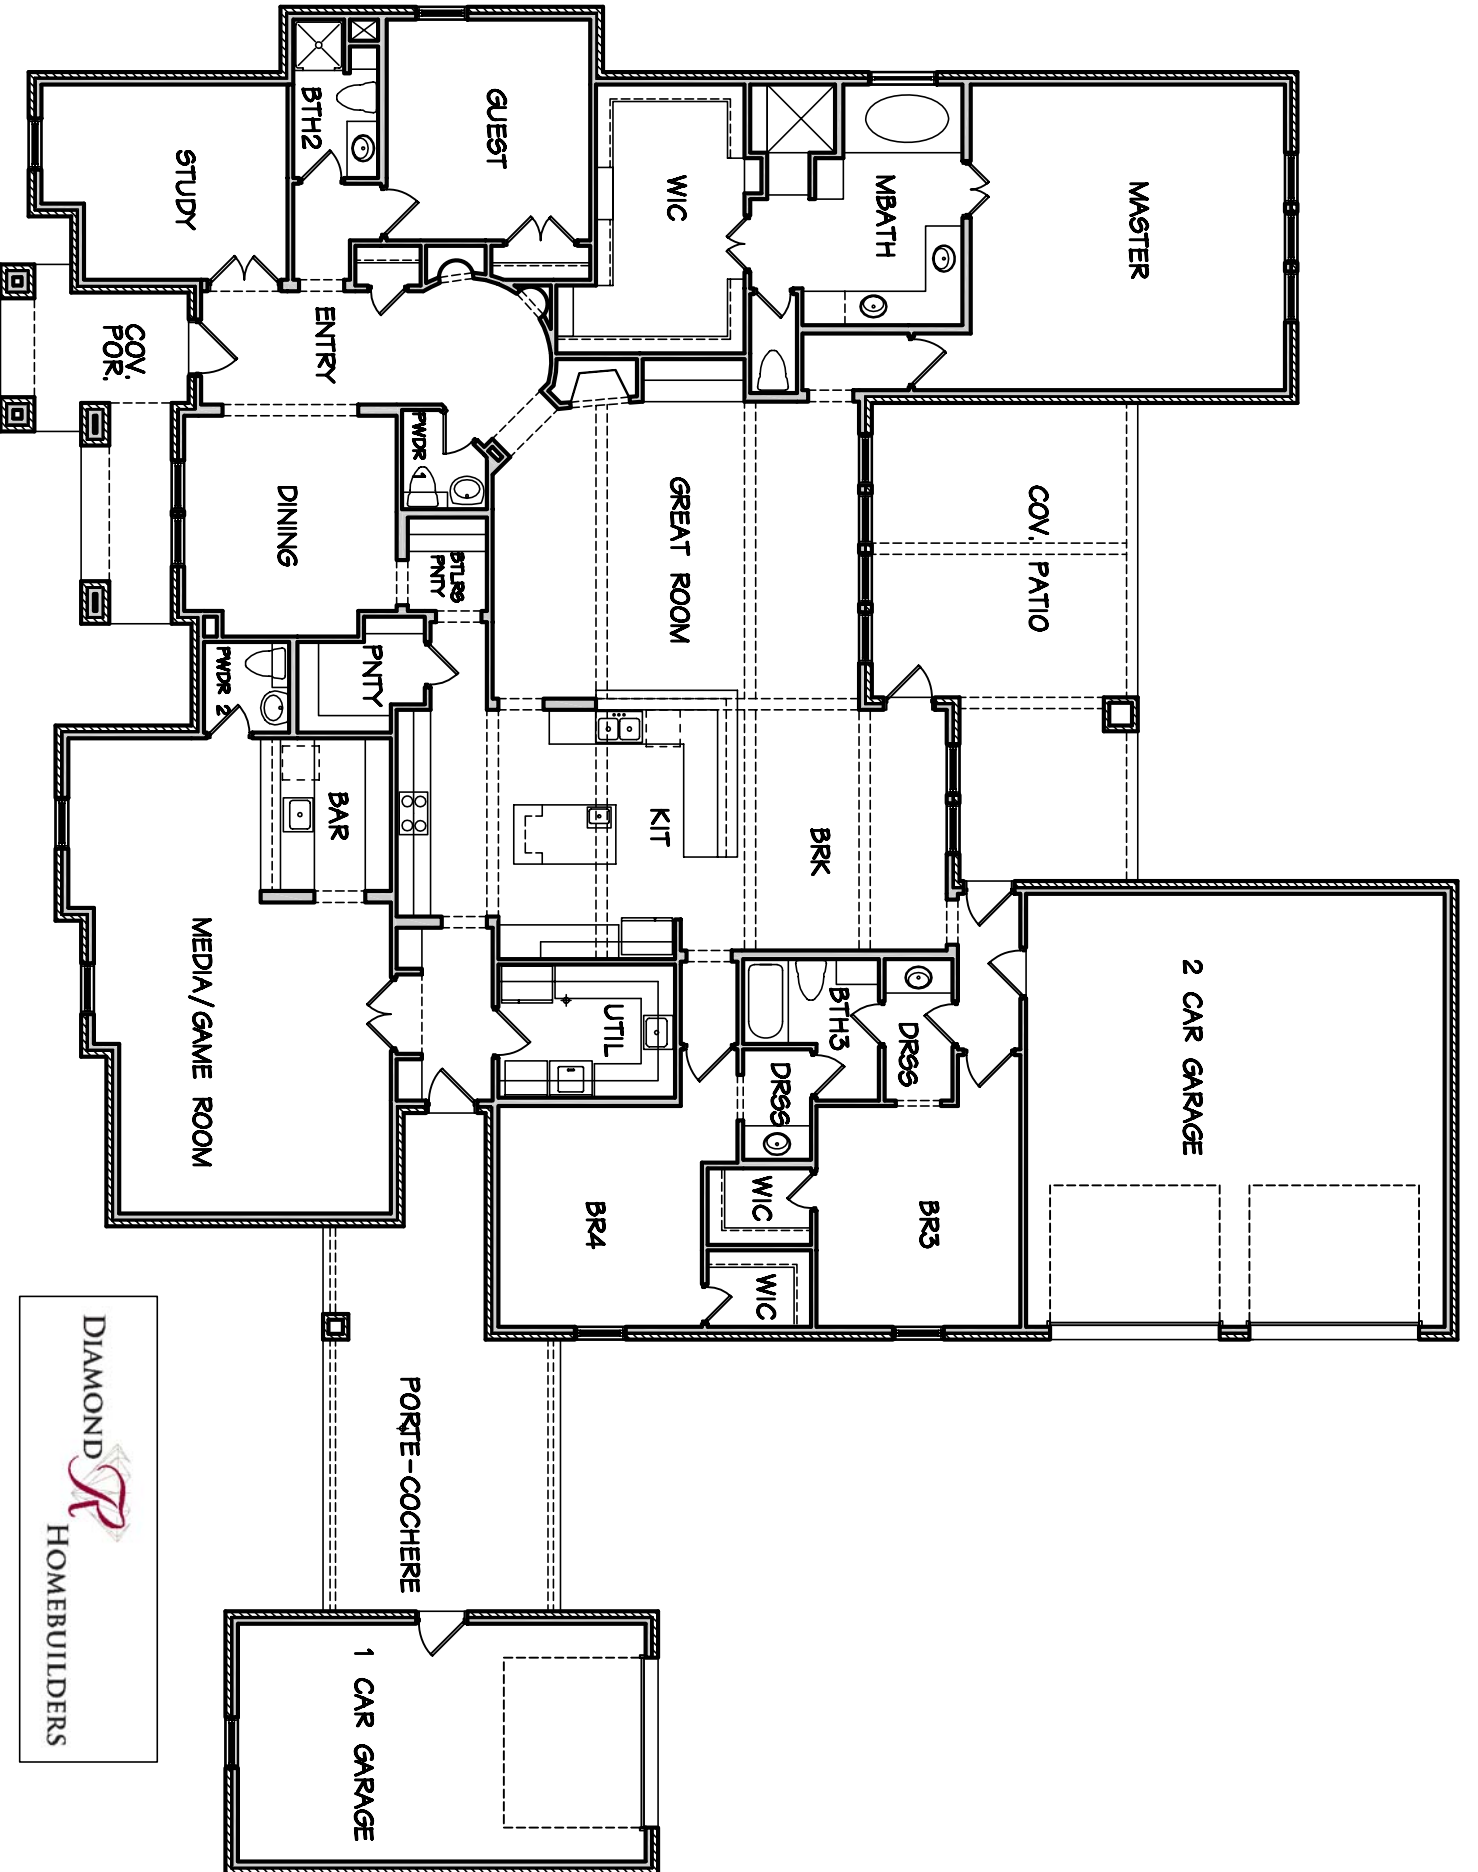 MASTER
MBATH
WIC
GUEST
BTH2
STUDY
COV. PATIO
GREAT ROOM
ENTRY
COV.
POR.
PWDR 1
DINING
BTLRS
PNTY
PNTY
PWDR 2
BRK
KIT
BAR
2 CAR GARAGE
BTH3
DRSS
DRSS
UTIL
MEDIA/GAME ROOM
BR3
WIC
WIC
BR4
PORTE-COCHERE
1 CAR GARAGE
DIAMOND R HOMEBUILDERS